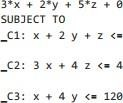 3*x + 2*y + 5*z + 0
SUBJECT TO
_C1: x + 2 y + z <=
_C2: 3 x + 4 z <= 4
_C3: x + 4 y <= 120